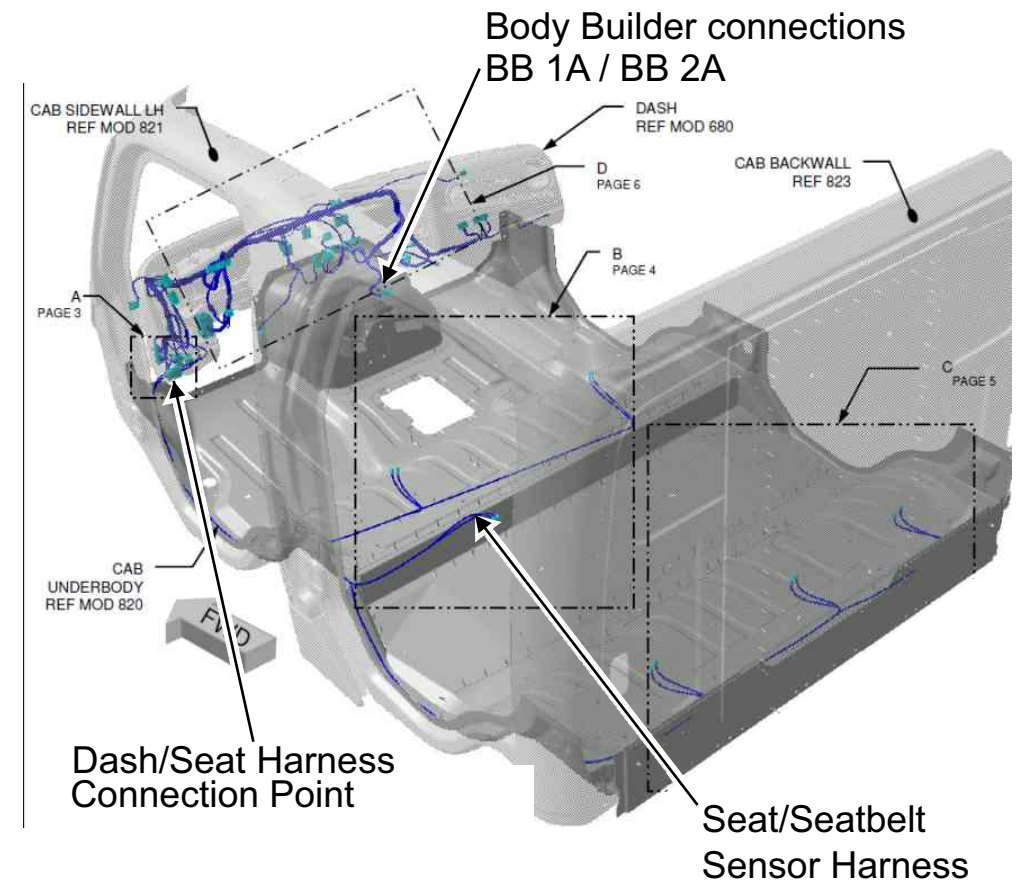 Body Builder connections
BB 1A / BB 2A
CAB SIDEWALL LH
REF MOD 821
DASH
REF MOD 680
D
PAGE 6
CAB BACKWALL
REF 823
B
PAGE 4
A
PAGE 3
C
PAGE 5
CAB
UNDERBODY
REF MOD 820
FWD
Dash/Seat Harness
Connection Point
Seat/Seatbelt
Sensor Harness